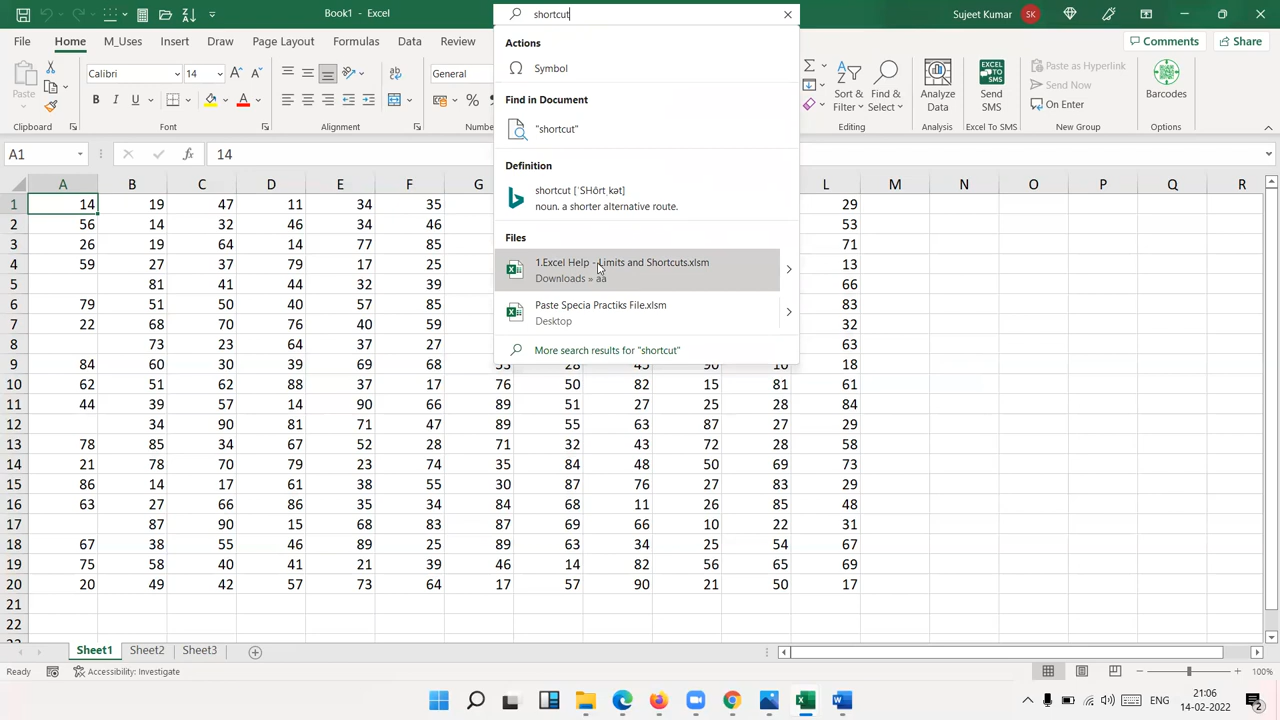 Book1 - Excel
shortcut
Sujeet Kumar SK
File Home M_Uses Insert Draw Page Layout Formulas Data Review
Comments Share
Paste
Calibri 14
B I U
General
%
Sort & Filter
Find & Select
Analyze Data
EXCEL TO SMS
Send SMS
Paste as Hyperlink
Send Now
On Enter
Barcodes
Clipboard Font Alignment Editing Analysis Excel To SMS New Group Options
Actions
Symbol
Find in Document
"shortcut"
Definition
shortcut [ˈSHôrt kət]
noun. a shorter alternative route.
Files
1.Excel Help - Limits and Shortcuts.xlsm
Downloads » aa
Paste Specia Practiks File.xlsm
Desktop
More search results for "shortcut"
A1 fx 14
A B C D E F G L M N O P Q R
1 14 19 47 11 34 35 29
2 56 14 32 46 34 46 53
3 26 19 64 14 77 85 71
4 59 27 37 79 17 25 13
5 81 41 44 32 39 66
6 79 51 50 40 57 85 83
7 22 68 70 76 40 59 32
8 73 23 64 37 27 63
9 84 60 30 39 69 68 18
10 62 51 62 88 37 17 76 50 82 15 81 61
11 44 39 57 14 90 66 89 51 27 25 28 84
12 34 90 81 71 47 89 55 63 87 27 29
13 78 85 34 67 52 28 71 32 43 72 28 58
14 21 78 70 79 23 74 35 84 48 50 69 73
15 86 14 17 61 38 55 30 87 76 27 83 29
16 63 27 66 86 35 34 84 68 11 26 85 48
17 87 90 15 68 83 87 69 66 10 22 31
18 67 38 55 46 89 25 89 63 34 25 54 67
19 75 58 40 41 21 39 46 14 82 56 65 69
20 20 49 42 57 73 64 17 57 90 21 50 17
21
22
Sheet1 Sheet2 Sheet3
Ready Accessibility: Investigate 100%
ENG 21:06
14-02-2022
2